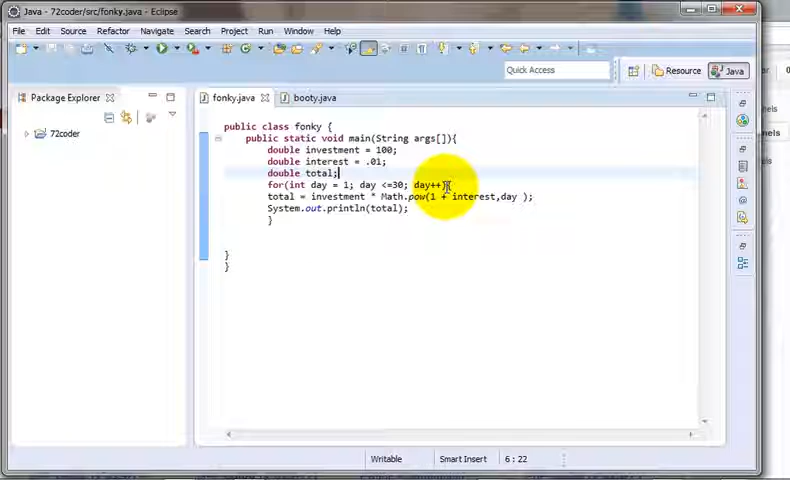 Java - 72coder/src/fonky.java - Eclipse
File Edit Source Refactor Navigate Search Project Run Window Help
Quick Access Resource Java
Package Explorer
72coder
fonky.java booty.java
public class fonky {
public static void main(String args[]){
double investment = 100;
double interest = .01;
double total;
for(int day = 1; day <=30; day++){
total = investment * Math.pow(1 + interest,day );
System.out.println(total);
}
}
}
Writable Smart Insert 6 : 22